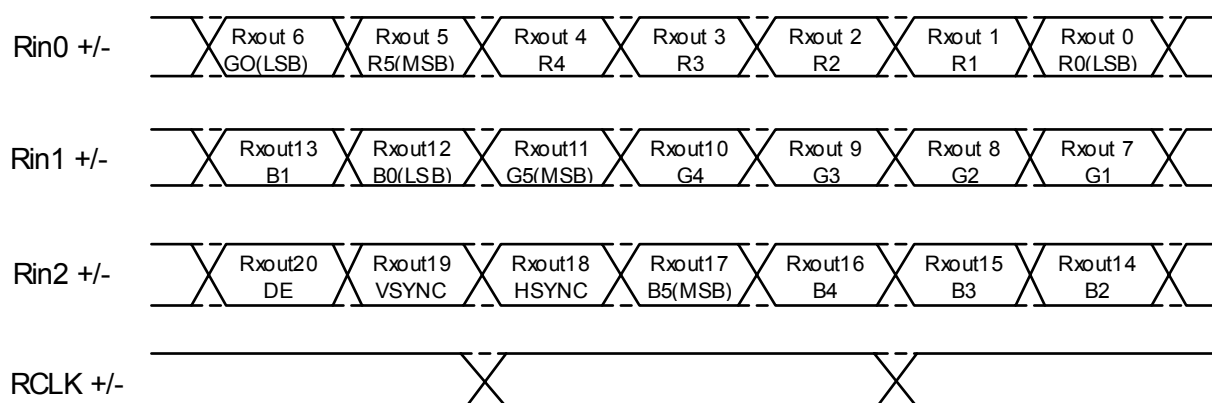 Rin0 +/-
Rxout 6 Rxout 5 Rxout 4 Rxout 3 Rxout 2 Rxout 1 Rxout 0
GO(LSB) R5(MSB) R4 R3 R2 R1 R0(LSB)
Rin1 +/-
Rxout13 Rxout12 Rxout11 Rxout10 Rxout 9 Rxout 8 Rxout 7
B1 B0(LSB) G5(MSB) G4 G3 G2 G1
Rin2 +/-
Rxout20 Rxout19 Rxout18 Rxout17 Rxout16 Rxout15 Rxout14
DE VSYNC HSYNC B5(MSB) B4 B3 B2
RCLK +/-